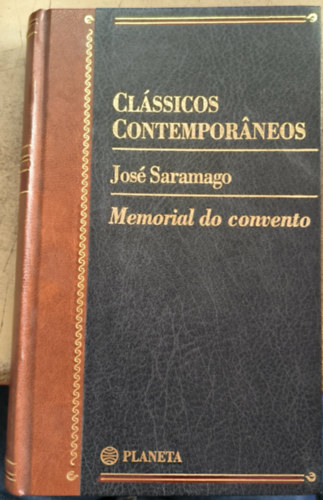 CLÁSSICOS
CONTEMPORÂNEOS
José Saramago
Memorial do convento
PLANETA